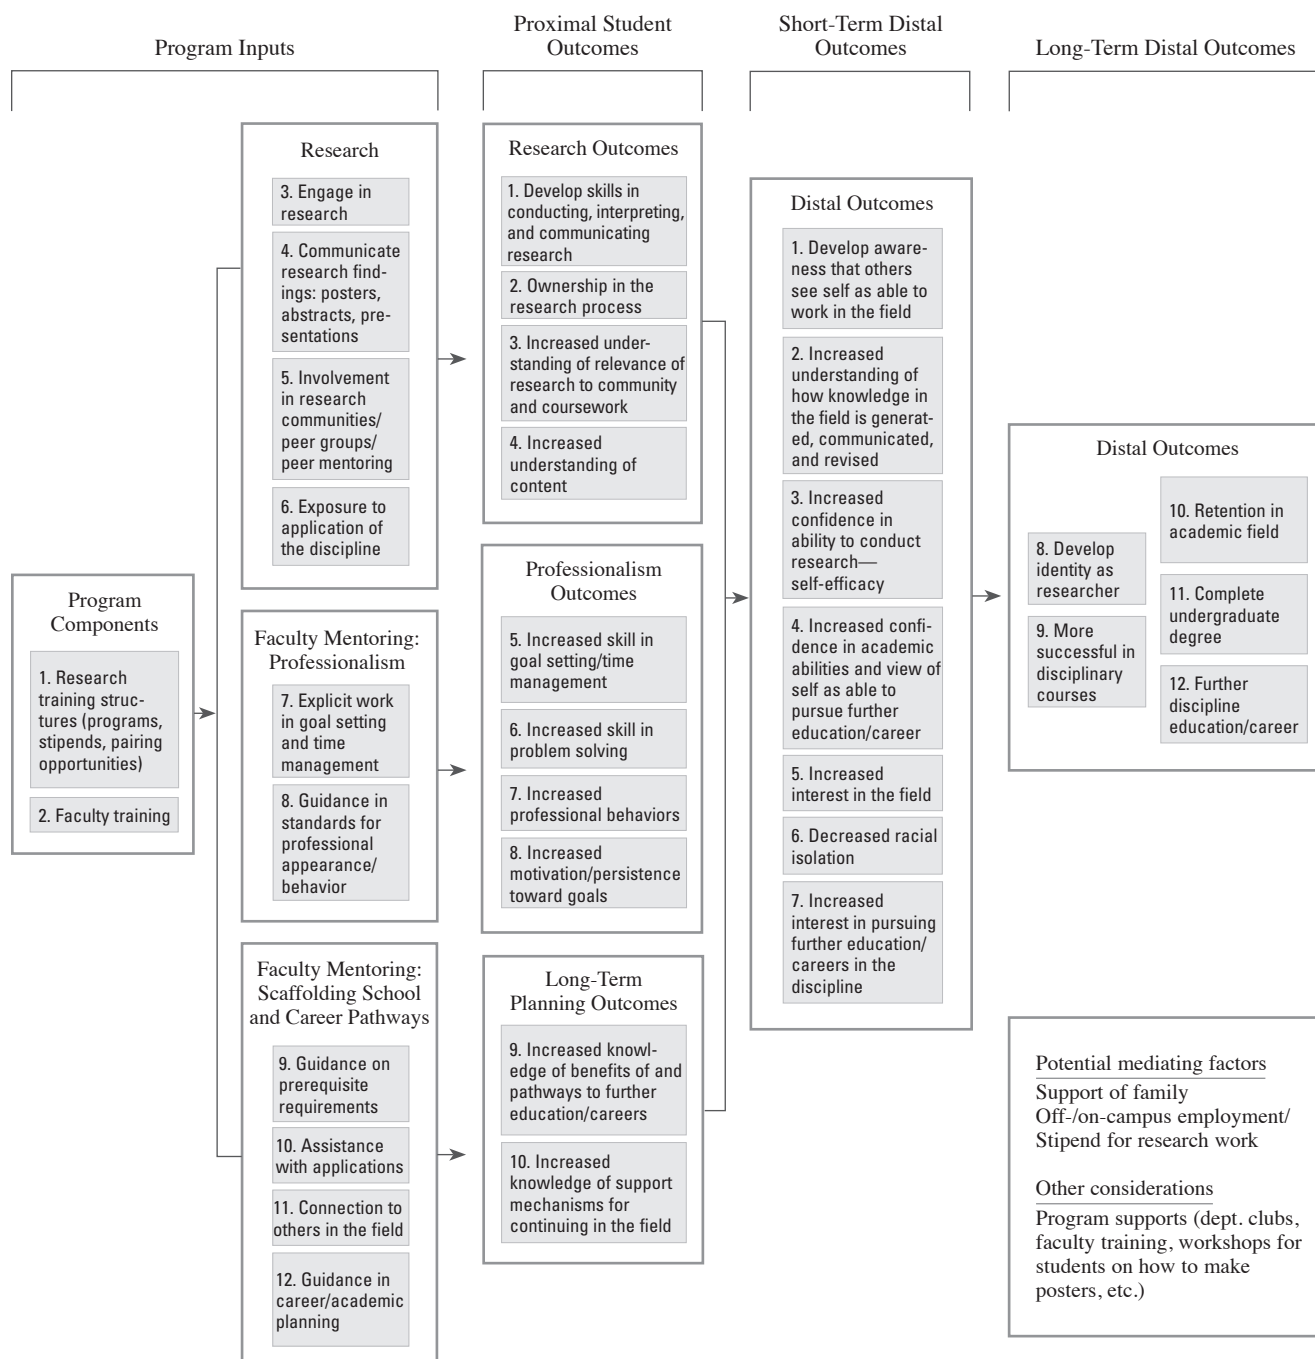 Program Inputs
Proximal Student
Outcomes
Short-Term Distal
Outcomes
Long-Term Distal Outcomes
Program
Components
1. Research
training struc-
tures (programs,
stipends, pairing
opportunities)
2. Faculty training
Research
3. Engage in
research
4. Communicate
research find-
ings: posters,
abstracts, pre-
sentations
5. Involvement
in research
communities/
peer groups/
peer mentoring
6. Exposure to
application of
the discipline
Faculty Mentoring:
Professionalism
7. Explicit work
in goal setting
and time
management
8. Guidance in
standards for
professional
appearance/
behavior
Faculty Mentoring:
Scaffolding School
and Career Pathways
9. Guidance on
prerequisite
requirements
10. Assistance
with applications
11. Connection to
others in the field
12. Guidance in
career/academic
planning
Research Outcomes
1. Develop skills in
conducting, interpreting,
and communicating
research
2. Ownership in the
research process
3. Increased under-
standing of relevance of
research to community
and coursework
4. Increased
understanding of
content
Professionalism
Outcomes
5. Increased skill in
goal setting/time
management
6. Increased skill in
problem solving
7. Increased
professional behaviors
8. Increased
motivation/persistence
toward goals
Long-Term
Planning Outcomes
9. Increased knowl-
edge of benefits of and
pathways to further
education/careers
10. Increased
knowledge of support
mechanisms for
continuing in the field
Distal Outcomes
1. Develop aware-
ness that others
see self as able to
work in the field
2. Increased
understanding of
how knowledge in
the field is generat-
ed, communicated,
and revised
3. Increased
confidence in
ability to conduct
research—
self-efficacy
4. Increased confi-
dence in academic
abilities and view of
self as able to
pursue further
education/career
5. Increased
interest in the field
6. Decreased racial
isolation
7. Increased
interest in pursuing
further education/
careers in the
discipline
Distal Outcomes
8. Develop
identity as
researcher
9. More
successful in
disciplinary
courses
10. Retention in
academic field
11. Complete
undergraduate
degree
12. Further
discipline
education/career
Potential mediating factors
Support of family
Off-/on-campus employment/
Stipend for research work
Other considerations
Program supports (dept. clubs,
faculty training, workshops for
students on how to make
posters, etc.)